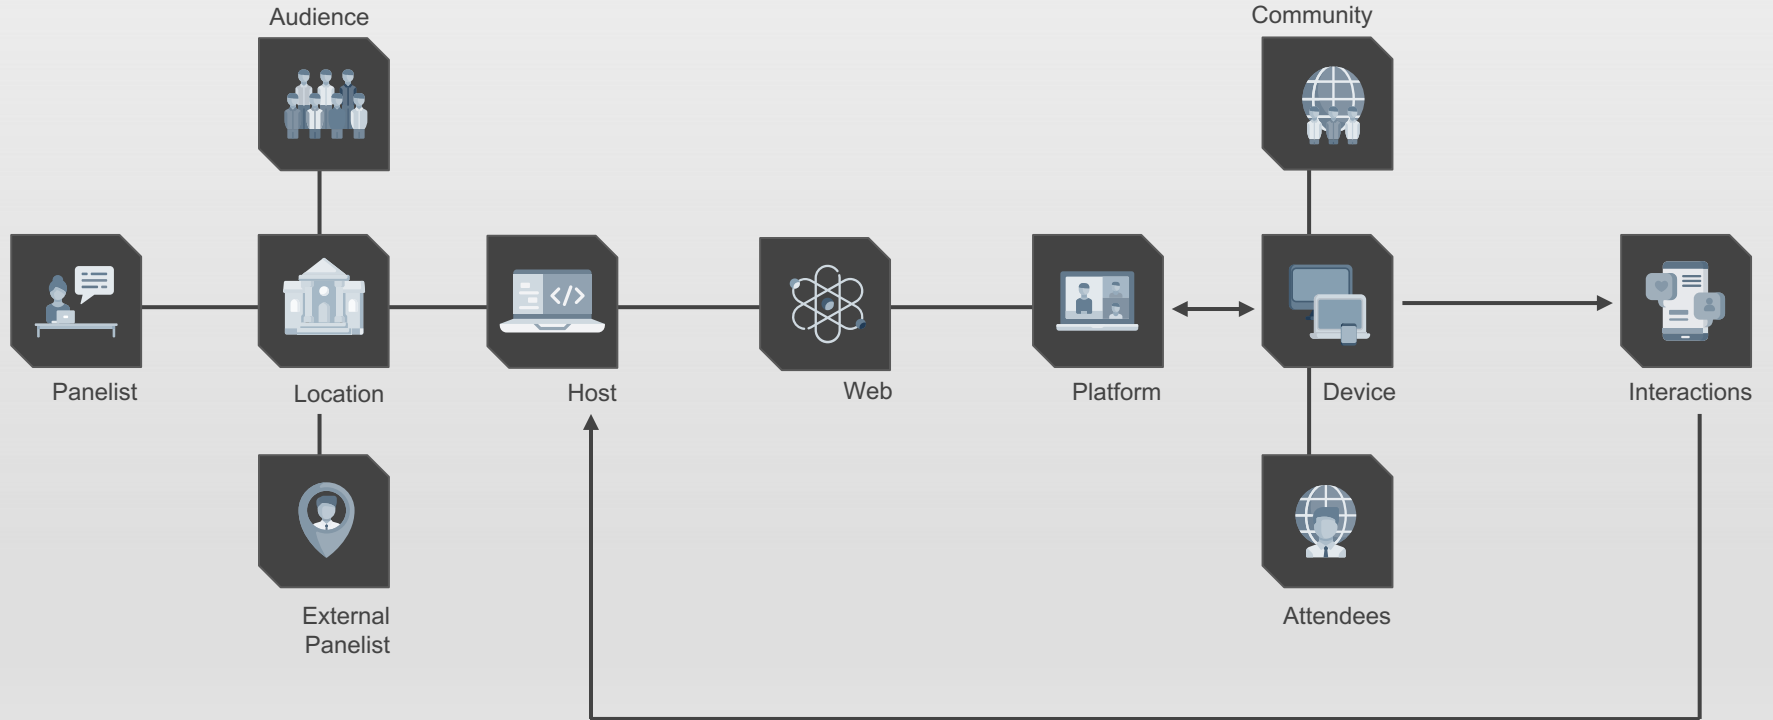 Audience
Community
Panelist
Location
Host
Web
Platform
Device
Interactions
External
Panelist
Attendees